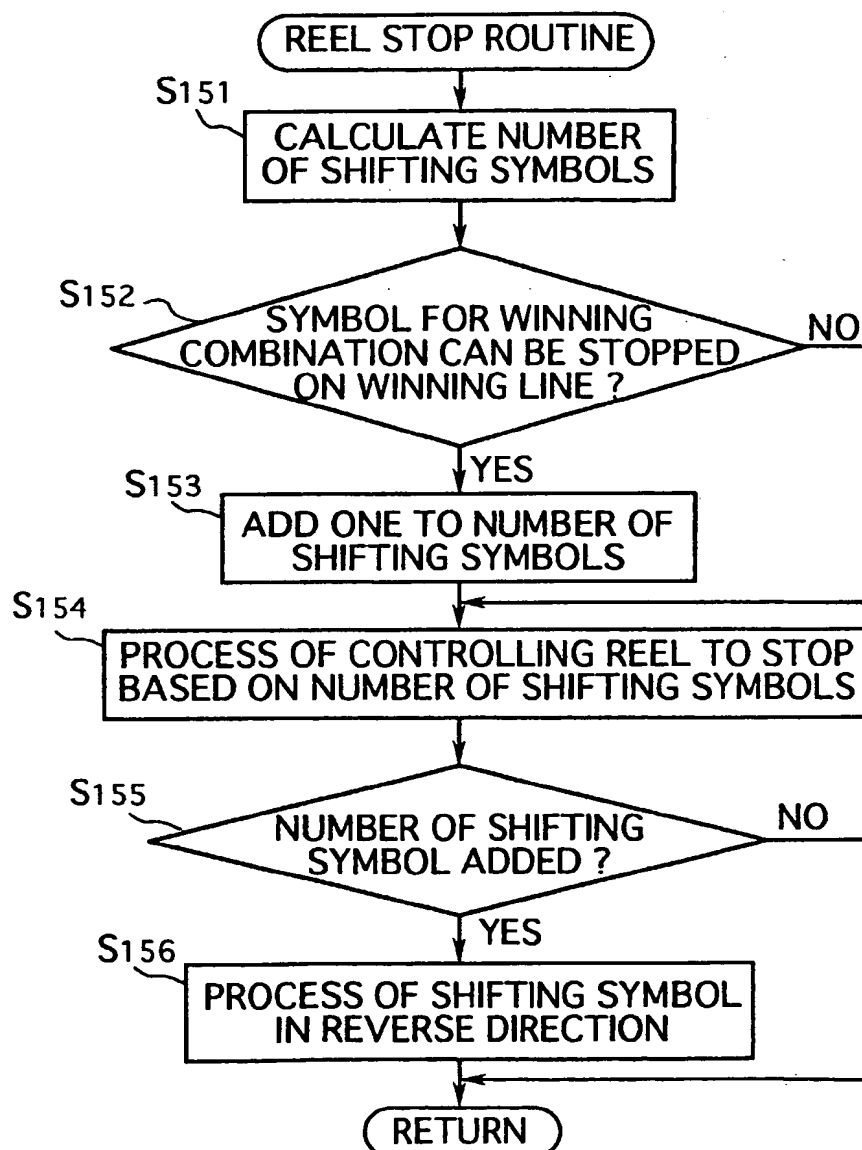 REEL STOP ROUTINE
S151
CALCULATE NUMBER
OF SHIFTING SYMBOLS
S152
SYMBOL FOR WINNING
COMBINATION CAN BE STOPPED
ON WINNING LINE ?
NO
YES
S153
ADD ONE TO NUMBER OF
SHIFTING SYMBOLS
S154
PROCESS OF CONTROLLING REEL TO STOP
BASED ON NUMBER OF SHIFTING SYMBOLS
S155
NUMBER OF SHIFTING
SYMBOL ADDED ?
NO
YES
S156
PROCESS OF SHIFTING SYMBOL
IN REVERSE DIRECTION
RETURN